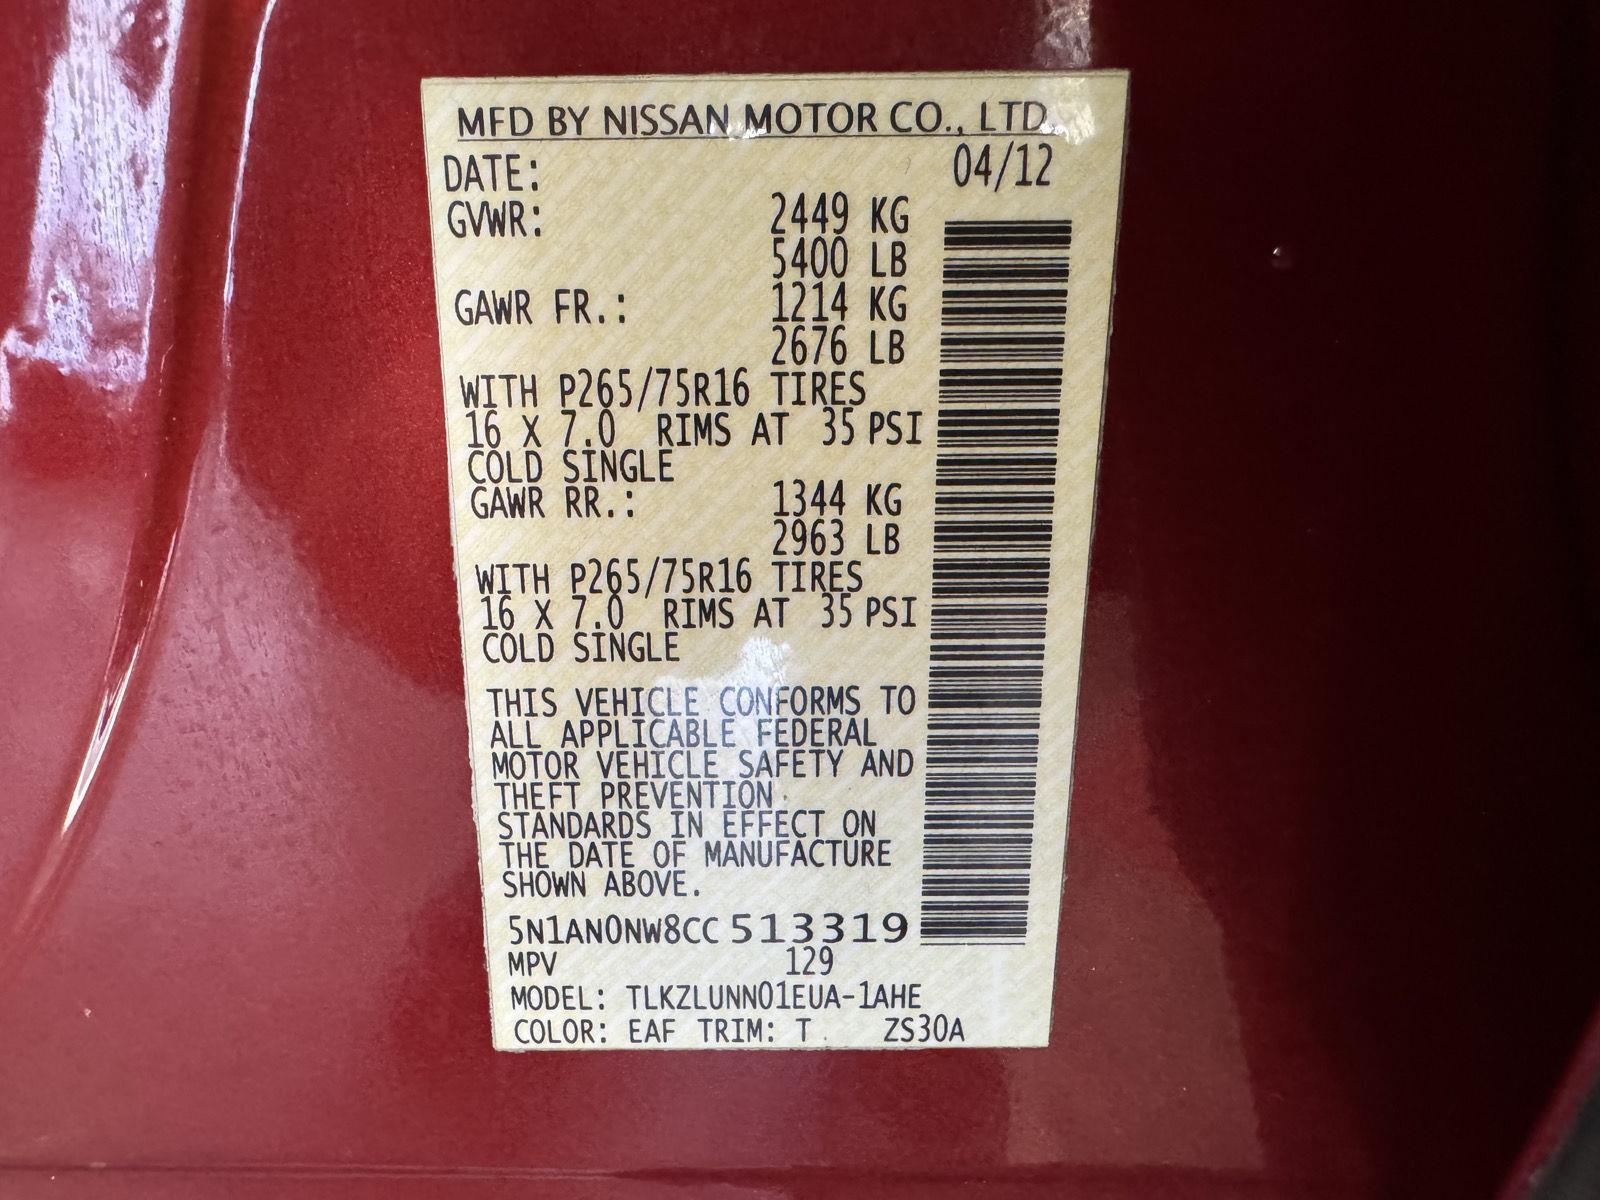 MFD BY NISSAN MOTOR CO., LTD.
DATE: 04/12
GVWR: 2449 KG
5400 LB
GAWR FR.: 1214 KG
2676 LB
WITH P265/75R16 TIRES
16 X 7.0 RIMS AT 35 PSI
COLD SINGLE
GAWR RR.: 1344 KG
2963 LB
WITH P265/75R16 TIRES
16 X 7.0 RIMS AT 35 PSI
COLD SINGLE
THIS VEHICLE CONFORMS TO
ALL APPLICABLE FEDERAL
MOTOR VEHICLE SAFETY AND
THEFT PREVENTION
STANDARDS IN EFFECT ON
THE DATE OF MANUFACTURE
SHOWN ABOVE.
5N1AN0NW8CC513319
MPV 129
MODEL: TLKZLUNN01EUA-1AHE
COLOR: EAF TRIM: T ZS30A